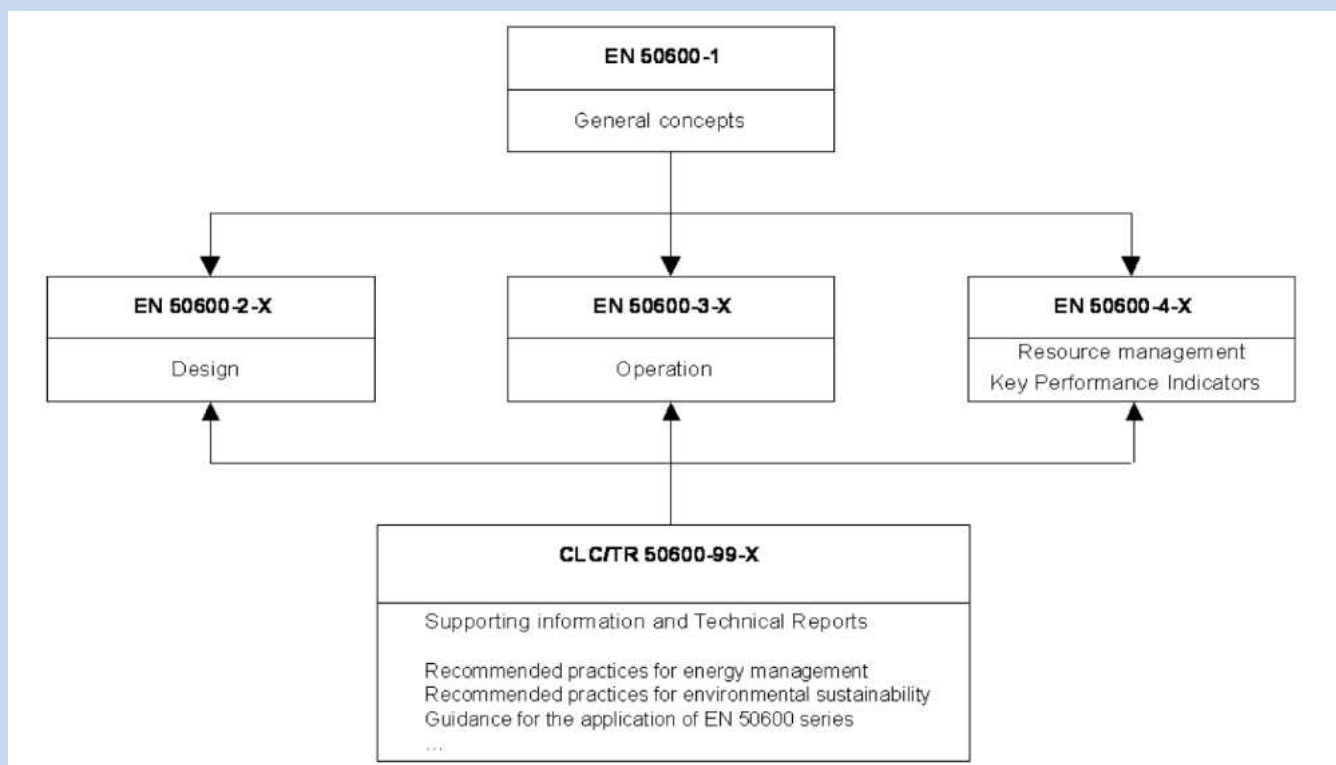 EN 50600-1
General concepts
EN 50600-2-X
Design
EN 50600-3-X
Operation
EN 50600-4-X
Resource management
Key Performance Indicators
CLC/TR 50600-99-X
Supporting information and Technical Reports
Recommended practices for energy management
Recommended practices for environmental sustainability
Guidance for the application of EN 50600 series
...